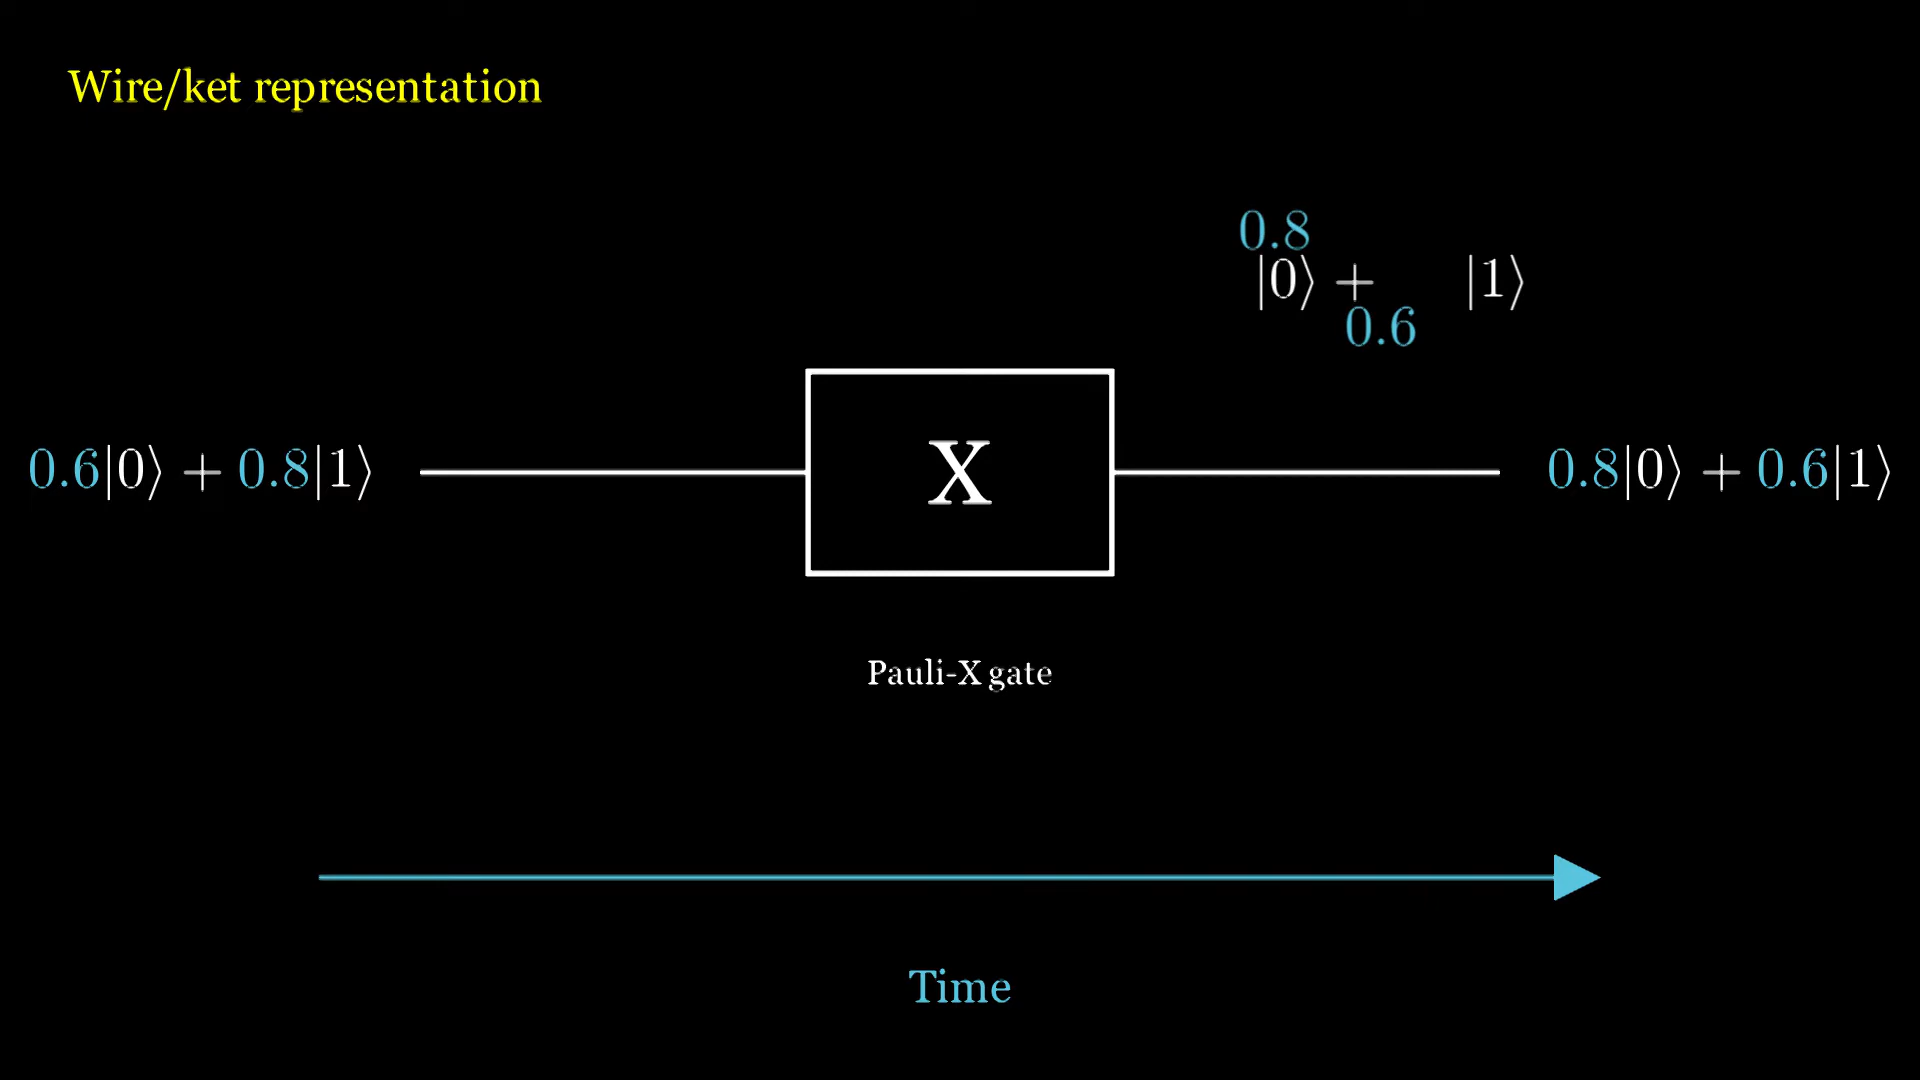 Wire/ket representation
0.8
|0⟩ + |1⟩
0.6
0.6|0⟩ + 0.8|1⟩
X
0.8|0⟩ + 0.6|1⟩
Pauli-X gate
Time